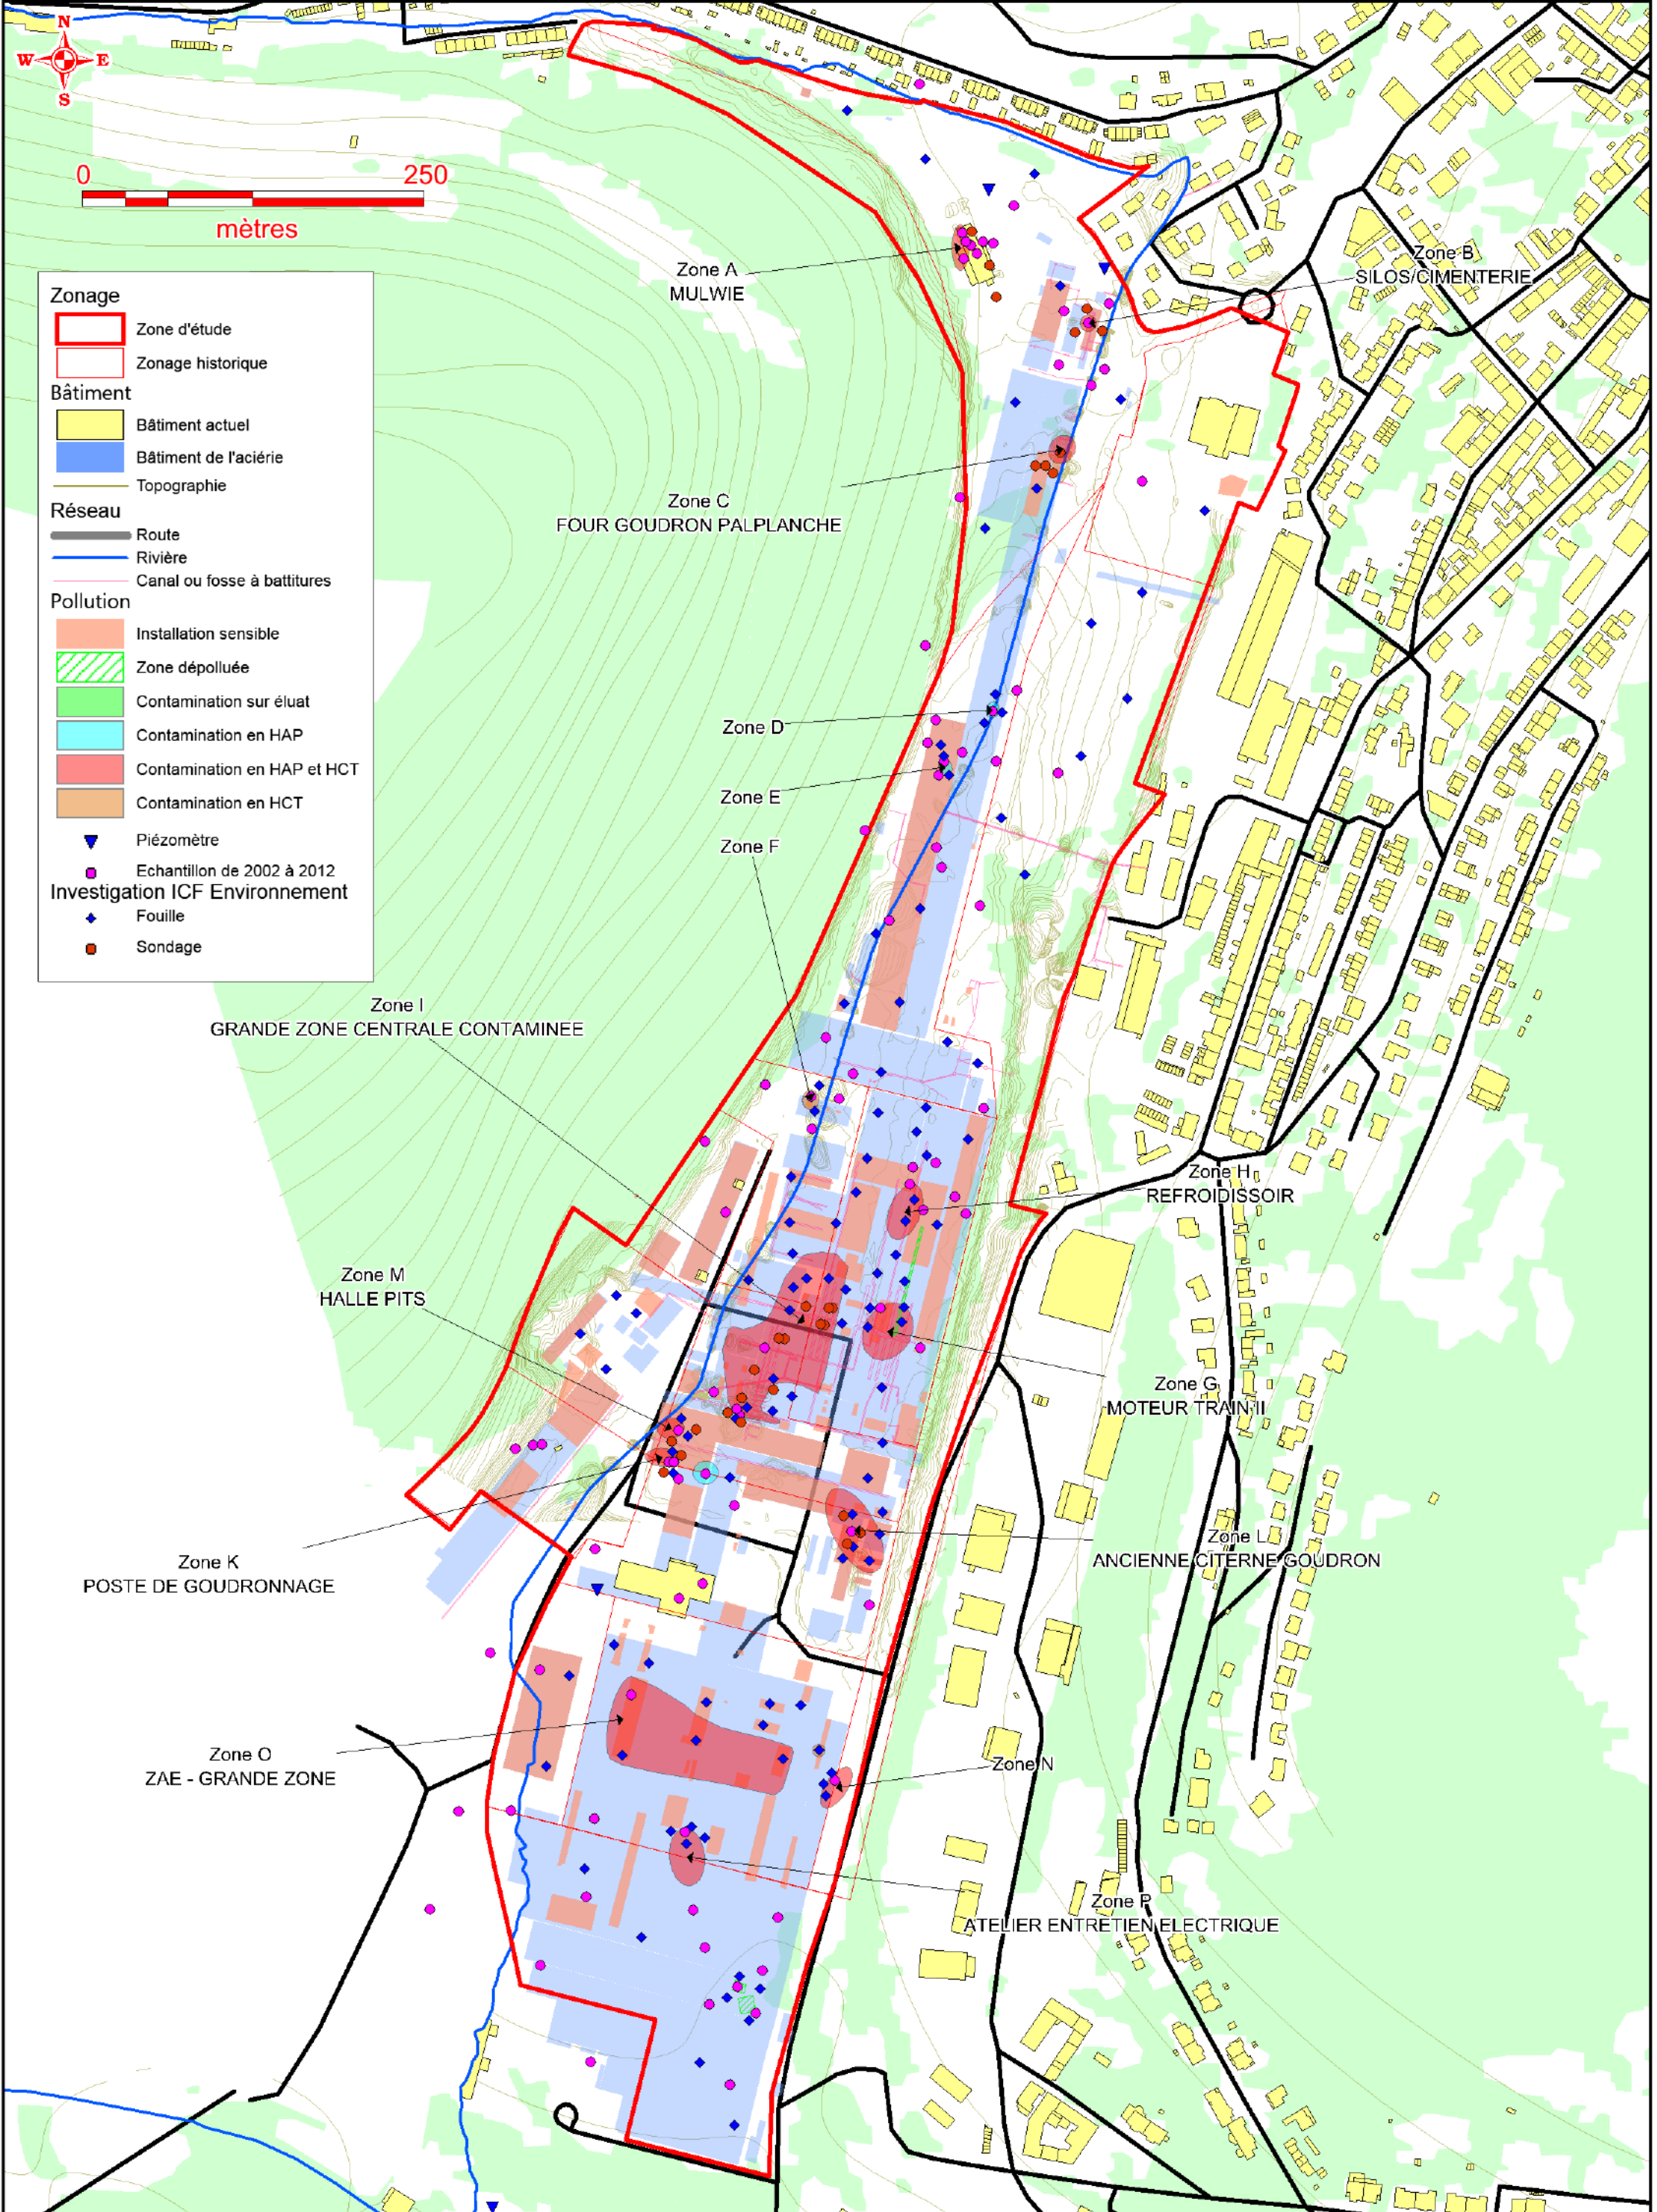 N
W E
S
0 250
mètres
Zonage
Zone d'étude
Zonage historique
Bâtiment
Bâtiment actuel
Bâtiment de l'aciérie
Topographie
Réseau
Route
Rivière
Canal ou fosse à battitures
Pollution
Installation sensible
Zone dépolluée
Contamination sur éluat
Contamination en HAP
Contamination en HAP et HCT
Contamination en HCT
Piézomètre
Echantillon de 2002 à 2012
Investigation ICF Environnement
Fouille
Sondage
Zone A
MULWIE
Zone B
SILOS/CIMENTERIE
Zone C
FOUR GOUDRON PALPLANCHE
Zone D
Zone E
Zone F
Zone I
GRANDE ZONE CENTRALE CONTAMINEE
Zone H
REFROIDISSOIR
Zone M
HALLE PITS
Zone G
MOTEUR TRAIN II
Zone K
POSTE DE GOUDRONNAGE
Zone L
ANCIENNE CITERNE GOUDRON
Zone O
ZAE - GRANDE ZONE
Zone N
Zone P
ATELIER ENTRETIEN ELECTRIQUE